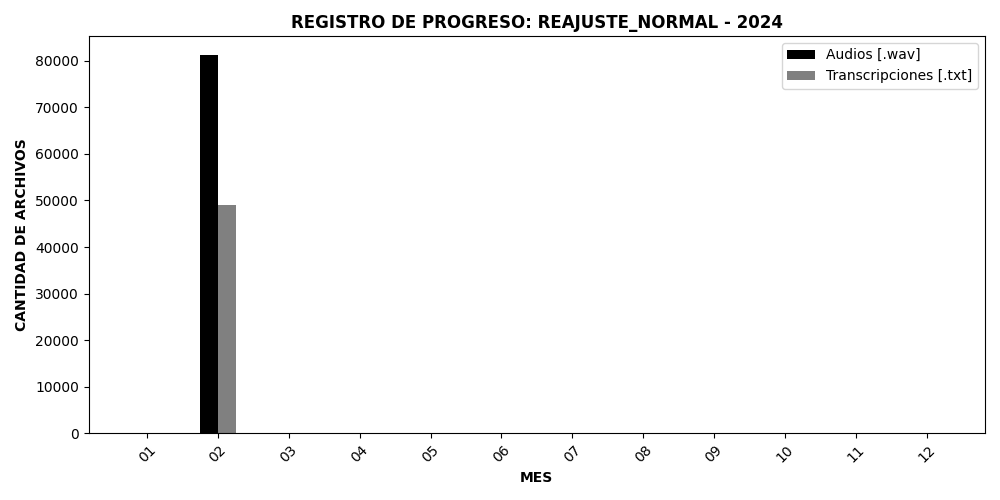 REGISTRO DE PROGRESO: REAJUSTE_NORMAL - 2024
Audios [.wav]
Transcripciones [.txt]
CANTIDAD DE ARCHIVOS
80000
70000
60000
50000
40000
30000
20000
10000
0
01 02 03 04 05 06 07 08 09 10 11 12
MES